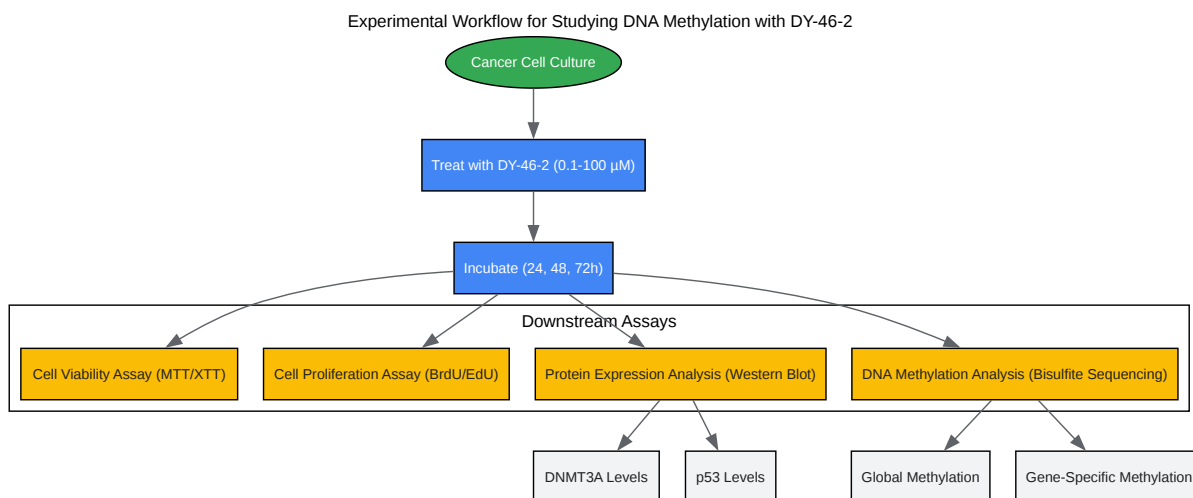 Experimental Workflow for Studying DNA Methylation with DY-46-2
Cancer Cell Culture
Treat with DY-46-2 (0.1-100 µM)
Incubate (24, 48, 72h)
Downstream Assays
Cell Viability Assay (MTT/XTT)
Cell Proliferation Assay (BrdU/EdU)
Protein Expression Analysis (Western Blot)
DNA Methylation Analysis (Bisulfite Sequencing)
DNMT3A Levels
p53 Levels
Global Methylation
Gene-Specific Methylation